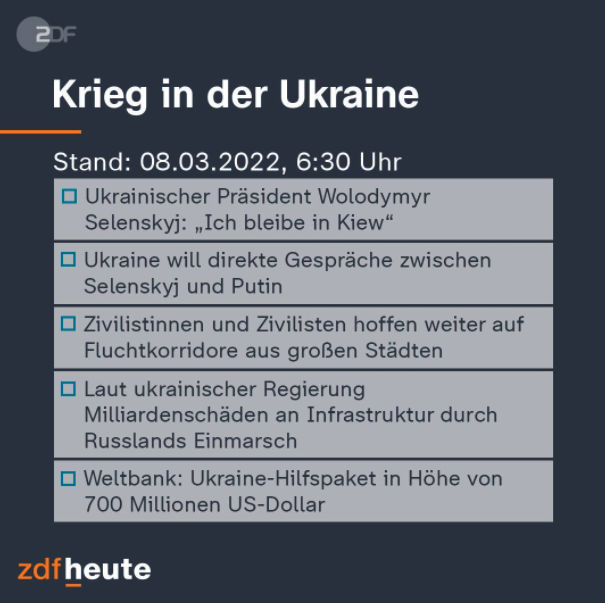 ZDF
Krieg in der Ukraine
Stand: 08.03.2022, 6:30 Uhr
Ukrainischer Präsident Wolodymyr
Selenskyj: „Ich bleibe in Kiew“
Ukraine will direkte Gespräche zwischen
Selenskyj und Putin
Zivilistinnen und Zivilisten hoffen weiter auf
Fluchtkorridore aus großen Städten
Laut ukrainischer Regierung
Milliardenschäden an Infrastruktur durch
Russlands Einmarsch
Weltbank: Ukraine-Hilfspaket in Höhe von
700 Millionen US-Dollar
zdfheute